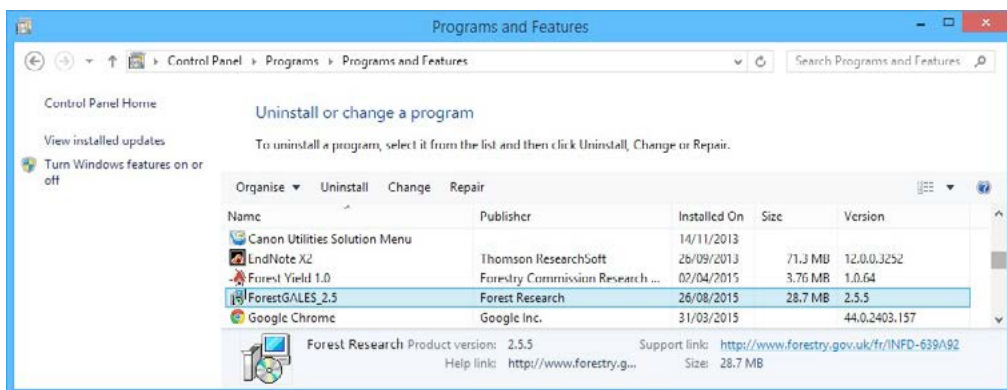 Programs and Features
Control Panel Programs Programs and Features Search Programs and Features
Control Panel Home
View installed updates
Turn Windows features on or
off
Uninstall or change a program
To uninstall a program, select it from the list and then click Uninstall, Change or Repair.
Organise Uninstall Change Repair
Name Publisher Installed On Size Version
Canon Utilities Solution Menu 14/11/2013
EndNote X2 Thomson ResearchSoft 26/09/2013 71.3 MB 12.0.0.3252
Forest Yield 1.0 Forestry Commission Research ... 02/04/2015 3.76 MB 1.0.64
ForestGALES_2.5 Forest Research 26/08/2015 28.7 MB 2.5.5
Google Chrome Google Inc. 31/03/2015 44.0.2403.157
Forest Research Product version: 2.5.5 Support link: http://www.forestry.gov.uk/fr/INFD-639A92
Help link: http://www.forestry.g... Size: 28.7 MB